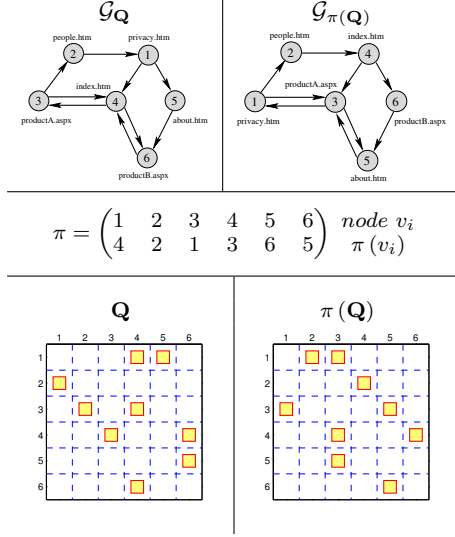 𝒢_Q 𝒢_π(Q)
people.htm privacy.htm
2 1
index.htm
3 4 5
productA.aspx about.htm
6
productB.aspx
people.htm index.htm
2 4
productA.aspx
1 3 6
privacy.htm productB.aspx
5
about.htm
π = ( 1 2 3 4 5 6 ) node v_i
4 2 1 3 6 5 π (v_i)
Q π (Q)
1 2 3 4 5 6
1
2
3
4
5
6
1 2 3 4 5 6
1
2
3
4
5
6